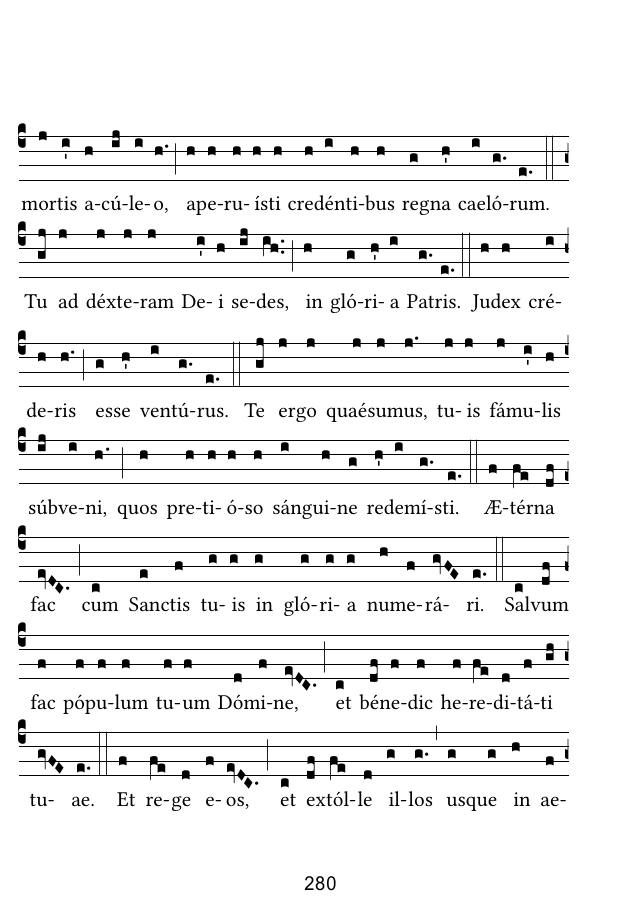 mortis a-cú-le-o, ape-ru-ísti credénti-bus regna caeló-rum.
Tu ad déxte-ram De-i se-des, in gló-ri-a Patris. Judex cré-
de-ris esse ventú-rus. Te ergo quaésumus, tu-is fámu-lis
súbve-ni, quos pre-ti-ó-so sángui-ne redemí-sti. Æ-térna
fac cum Sanctis tu-is in gló-ri-a nume-rá-ri. Salvum
fac pópu-lum tu-um Dómi-ne, et béne-dic he-re-di-tá-ti
tu-ae. Et re-ge e-os, et extól-le il-los usque in ae-
280